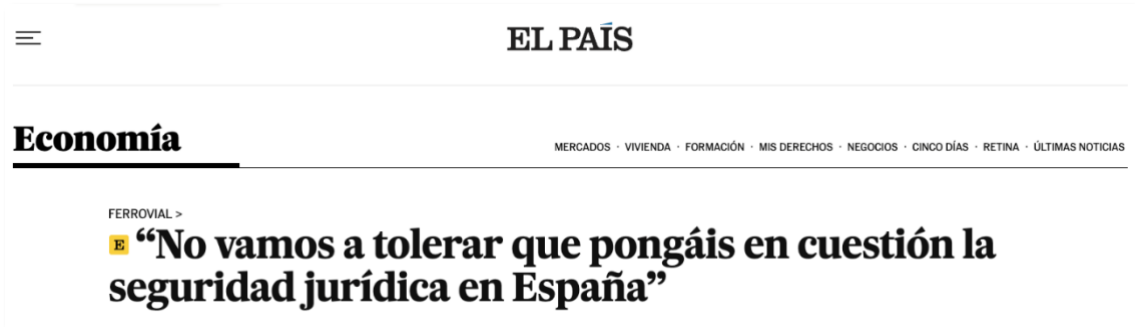 EL PAÍS
Economía
MERCADOS · VIVIENDA · FORMACIÓN · MIS DERECHOS · NEGOCIOS · CINCO DÍAS · RETINA · ÚLTIMAS NOTICIAS
FERROVIAL >
E “No vamos a tolerar que pongáis en cuestión la
seguridad jurídica en España”